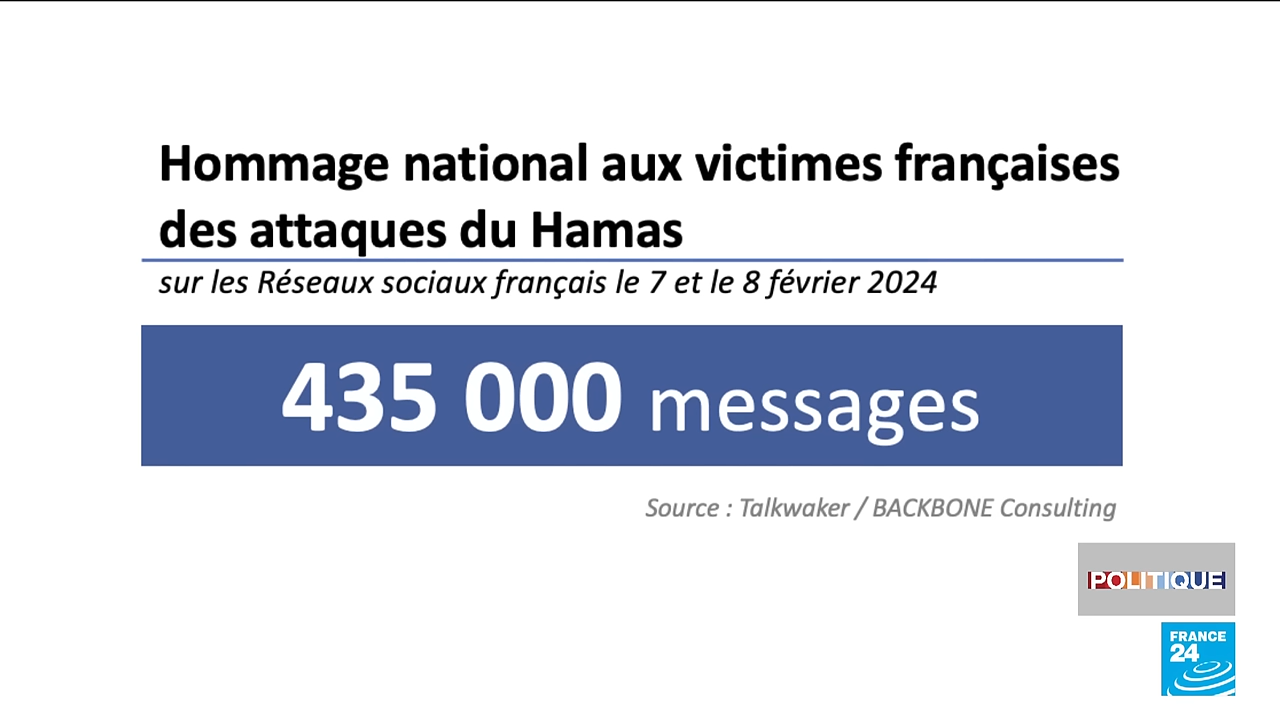 Hommage national aux victimes françaises
des attaques du Hamas
sur les Réseaux sociaux français le 7 et le 8 février 2024
435 000 messages
Source : Talkwaker / BACKBONE Consulting
POLITIQUE
FRANCE
24